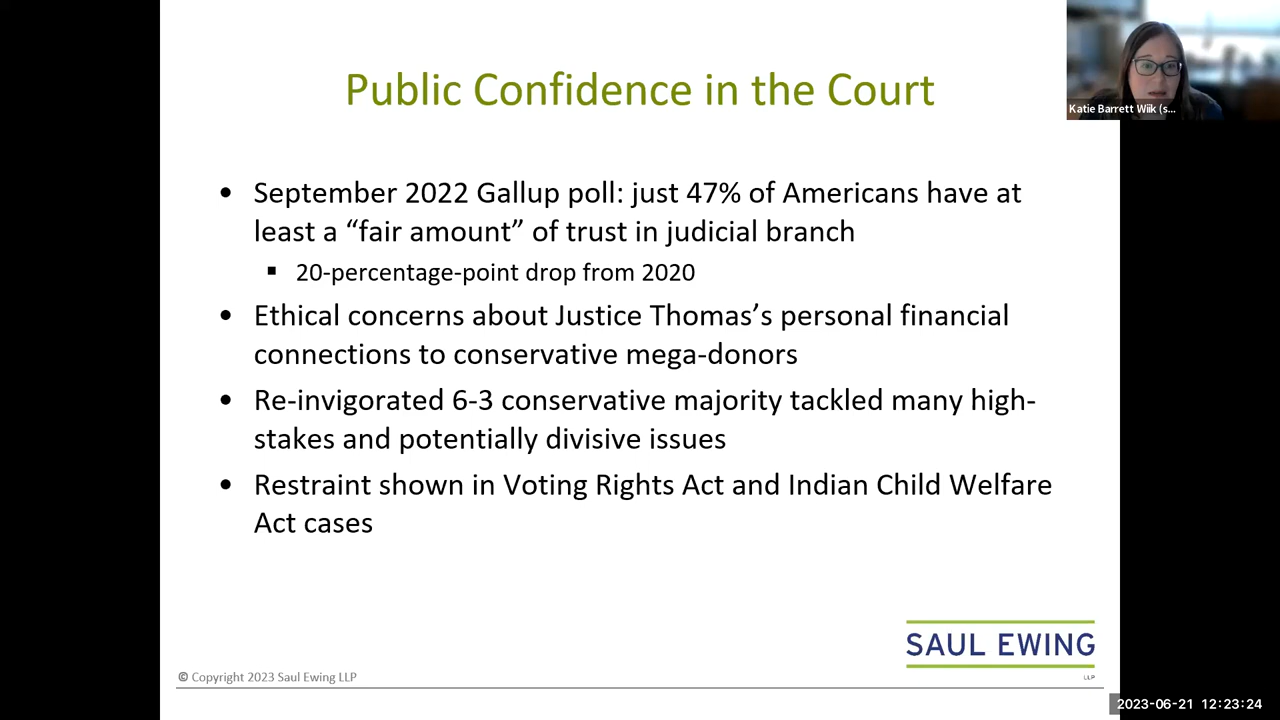 Public Confidence in the Court
Katie Barrett Wiik (s...
• September 2022 Gallup poll: just 47% of Americans have at
least a “fair amount” of trust in judicial branch
▪ 20-percentage-point drop from 2020
• Ethical concerns about Justice Thomas’s personal financial
connections to conservative mega-donors
• Re-invigorated 6-3 conservative majority tackled many high-
stakes and potentially divisive issues
• Restraint shown in Voting Rights Act and Indian Child Welfare
Act cases
SAUL EWING
LLP
© Copyright 2023 Saul Ewing LLP
2023-06-21 12:23:24